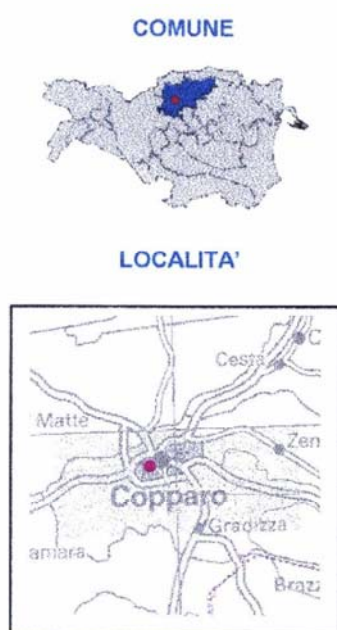 COMUNE
LOCALITA'
C
Cesta
Matte
Zen
Copparo
Gradizza
amara
Braz